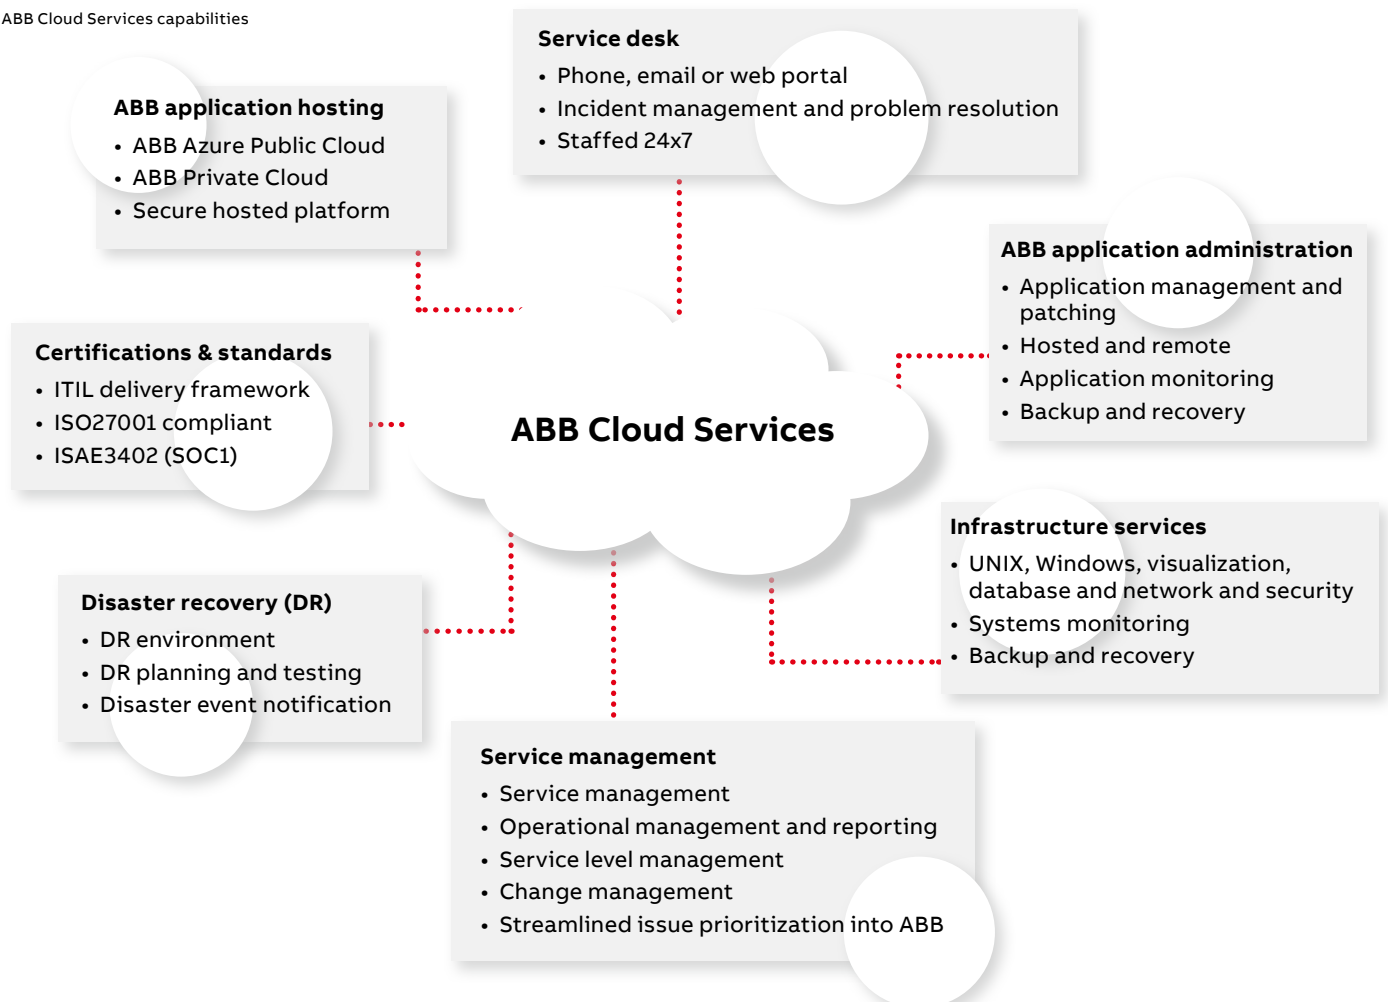 ABB Cloud Services capabilities
Service desk
• Phone, email or web portal
• Incident management and problem resolution
• Staffed 24x7
ABB application hosting
• ABB Azure Public Cloud
• ABB Private Cloud
• Secure hosted platform
ABB application administration
• Application management and
patching
• Hosted and remote
• Application monitoring
• Backup and recovery
Certifications & standards
• ITIL delivery framework
• ISO27001 compliant
• ISAE3402 (SOC1)
ABB Cloud Services
Infrastructure services
• UNIX, Windows, visualization,
database and network and security
• Systems monitoring
• Backup and recovery
Disaster recovery (DR)
• DR environment
• DR planning and testing
• Disaster event notification
Service management
• Service management
• Operational management and reporting
• Service level management
• Change management
• Streamlined issue prioritization into ABB